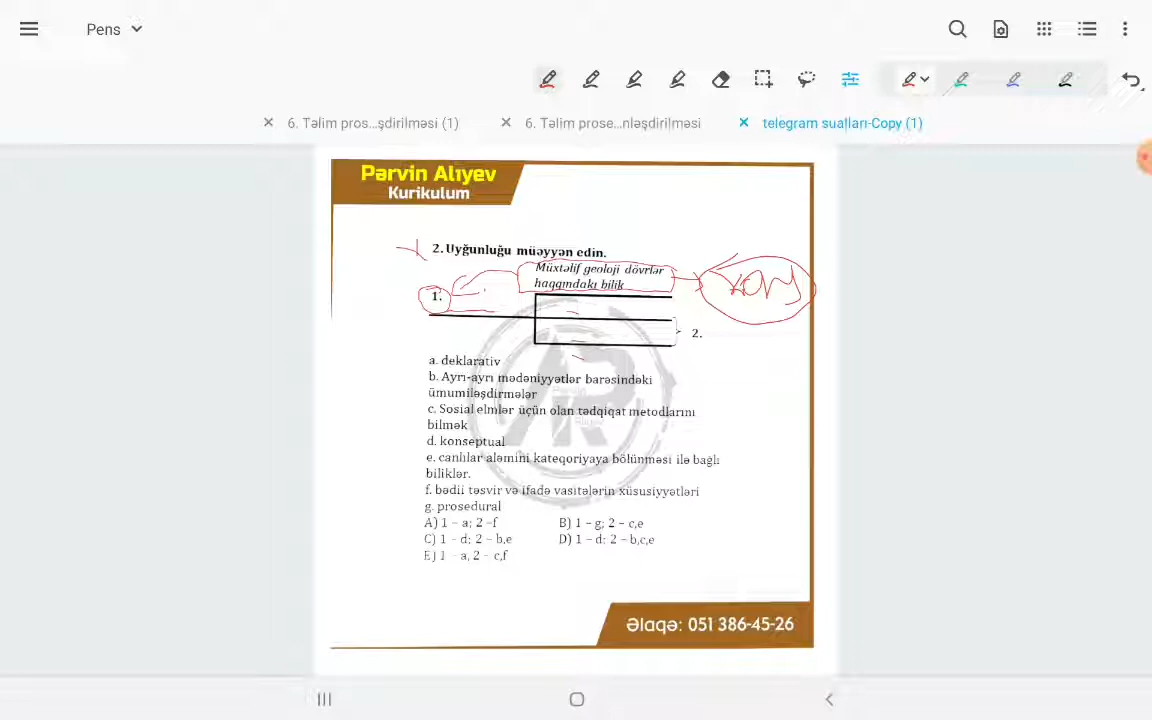 Pens
6. Təlim pros...şdirilməsi (1)
6. Təlim prose...nləşdirilməsi
telegram sualları-Copy (1)
Pərvin Alıyev
Kurikulum
2.Uyğunluğu müəyyən edin.
Müxtəlif geoloji dövrlər
haqqındakı bilik
1.
2.
a. deklarativ
b. Ayrı-ayrı mədəniyyətlər barəsindəki
ümumiləşdirmələr
c. Sosial elmlər üçün olan tədqiqat metodlarını
bilmək
d. konseptual
e. canlılar aləmini kateqoriyaya bölünməsi ilə bağlı
biliklər.
f. bədii təsvir və ifadə vasitələrin xüsusiyyətləri
g. prosedural
A) 1 – a; 2 –f B) 1 – g; 2 – c,e
C) 1 – d; 2 – b,e D) 1 – d; 2 – b,c,e
E) 1 – a, 2 – c,f
Əlaqə: 051 386-45-26